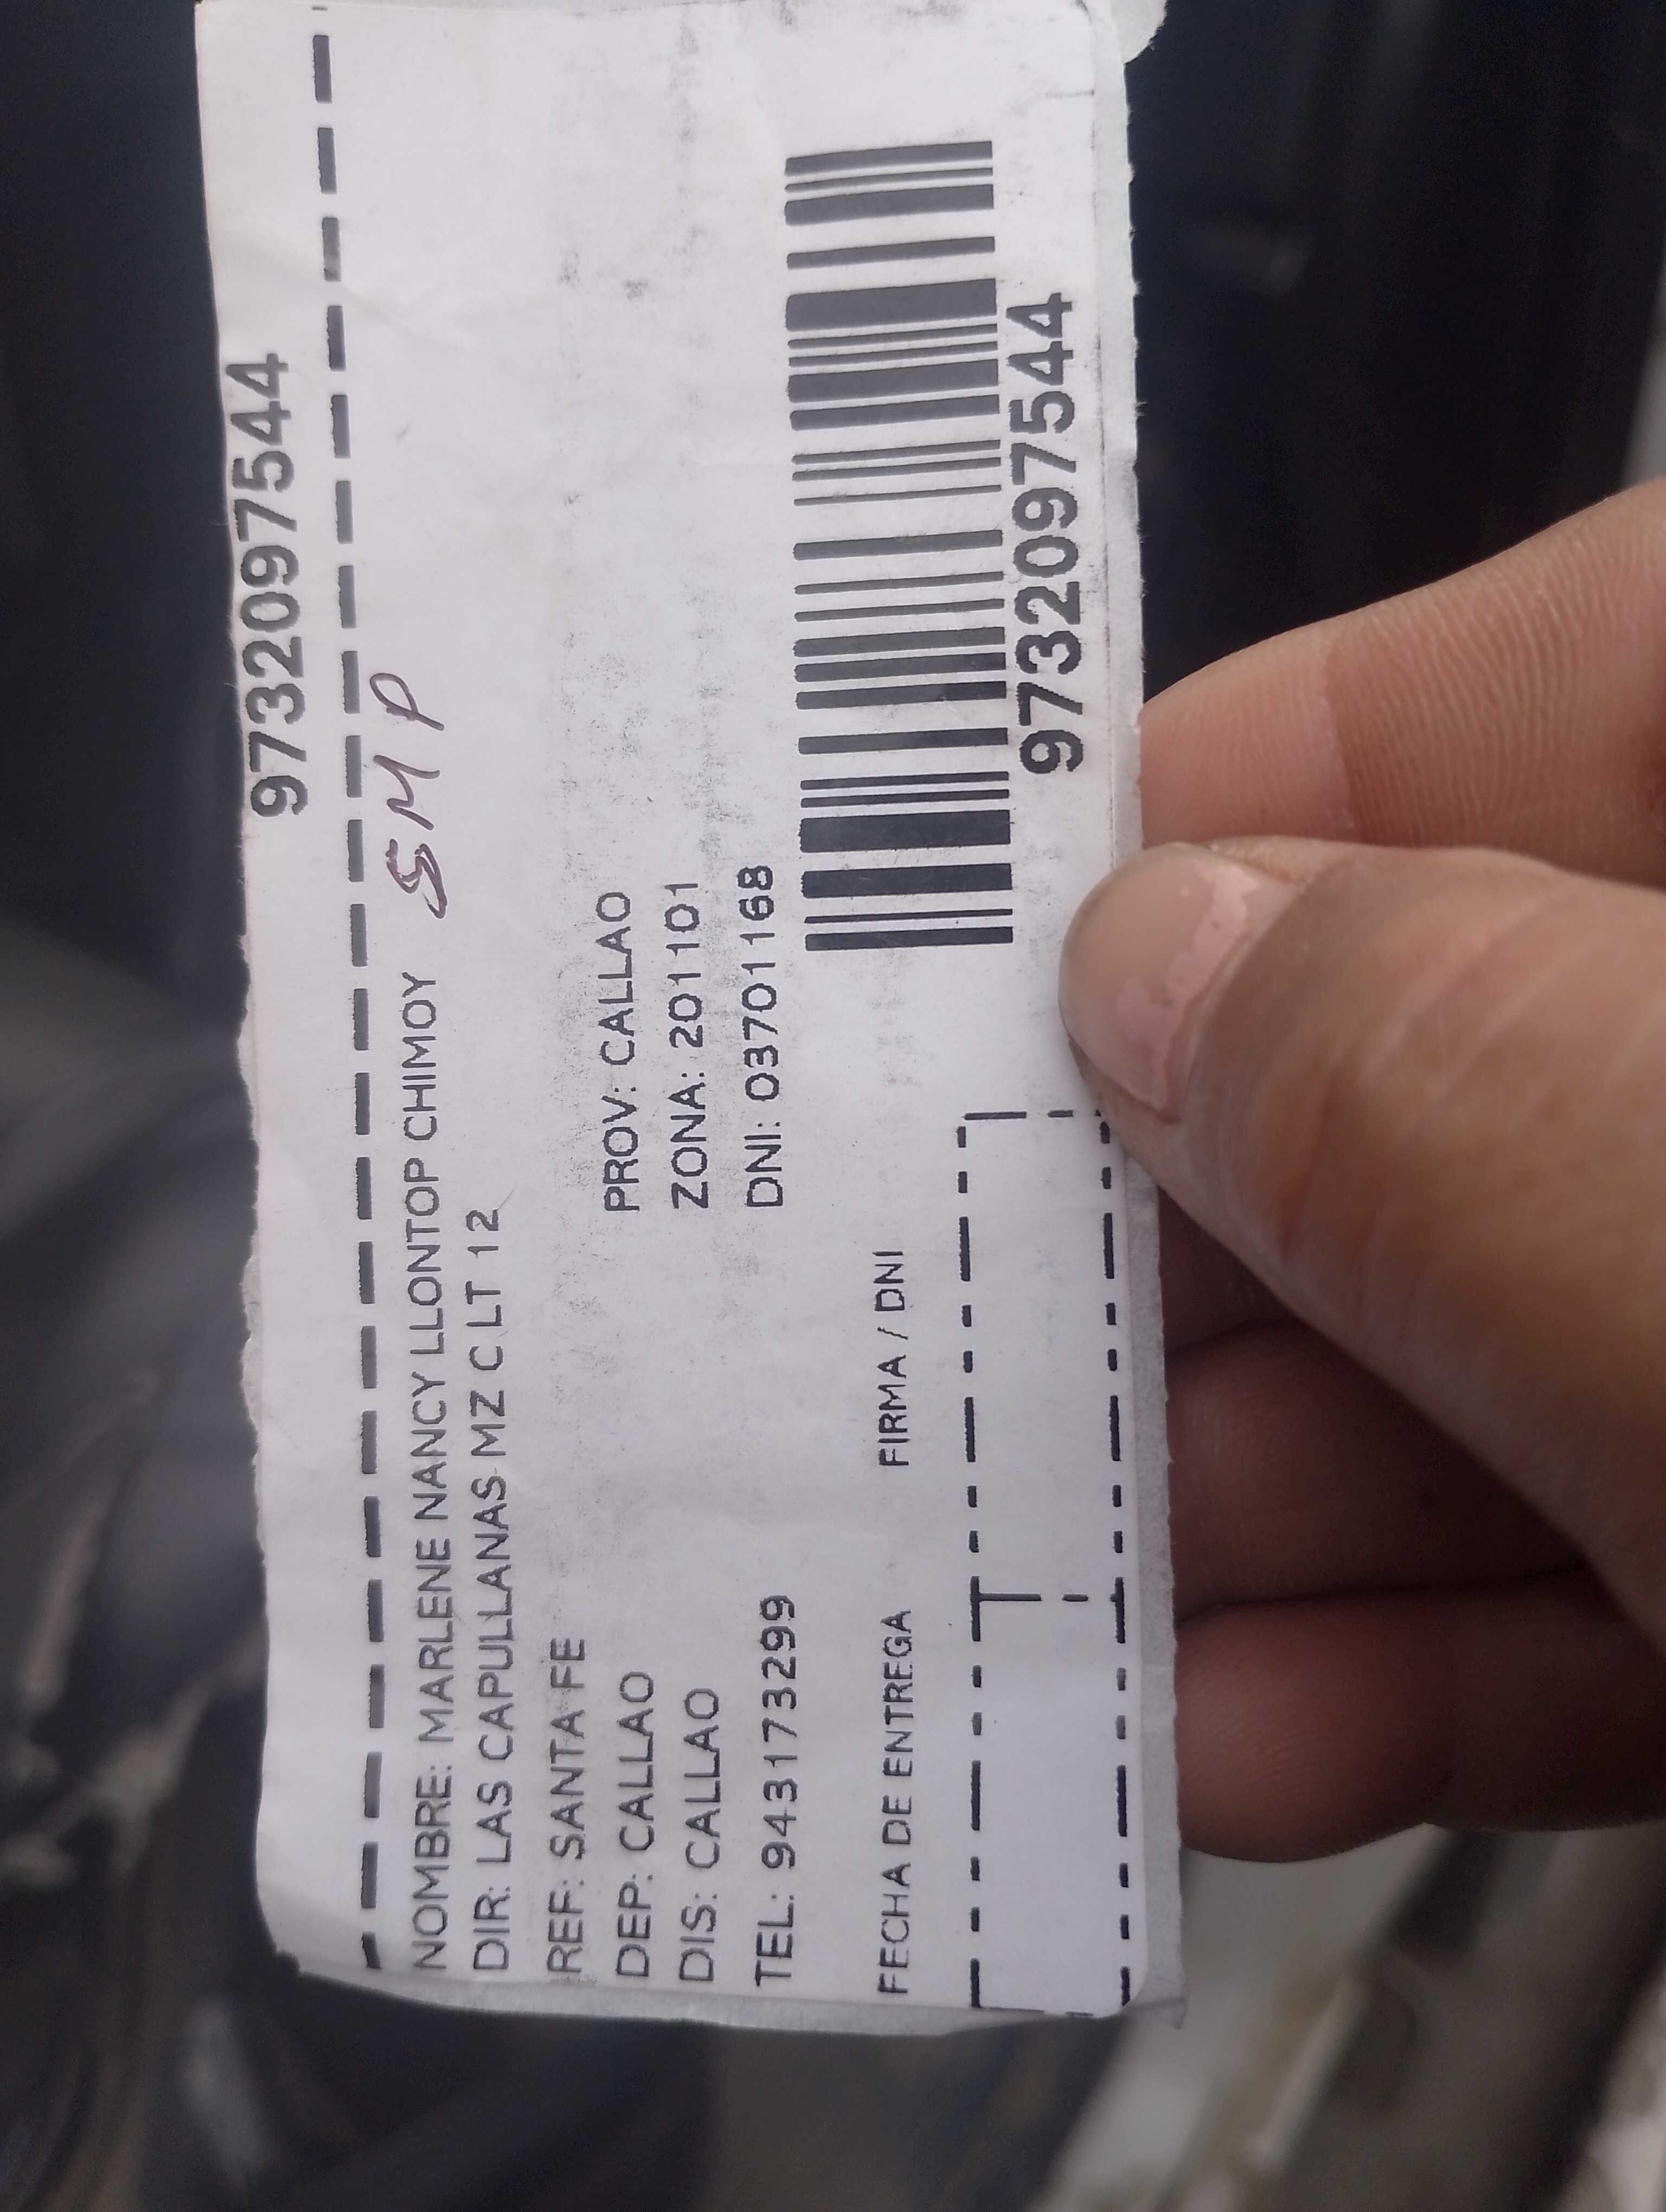 9732097544
NOMBRE: MARLENE NANCY LLONTOP CHIMOY SMP
DIR: LAS CAPULLANAS MZ C LT 12
REF: SANTA FE
DEP: CALLAO PROV: CALLAO
DIS: CALLAO ZONA: 201101
TEL: 943173299 DNI: 03701168
FECHA DE ENTREGA FIRMA / DNI
9732097544